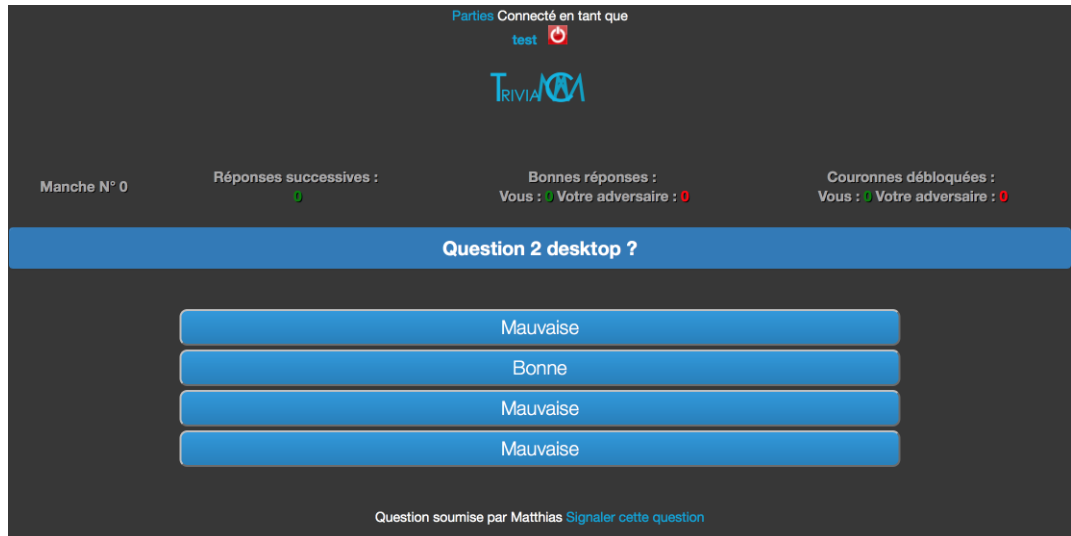 Parties Connecté en tant que
test
TRIVIAMCM
Manche N° 0
Réponses successives :
0
Bonnes réponses :
Vous : 0 Votre adversaire : 0
Couronnes débloquées :
Vous : 0 Votre adversaire : 0
Question 2 desktop ?
Mauvaise
Bonne
Mauvaise
Mauvaise
Question soumise par Matthias Signaler cette question